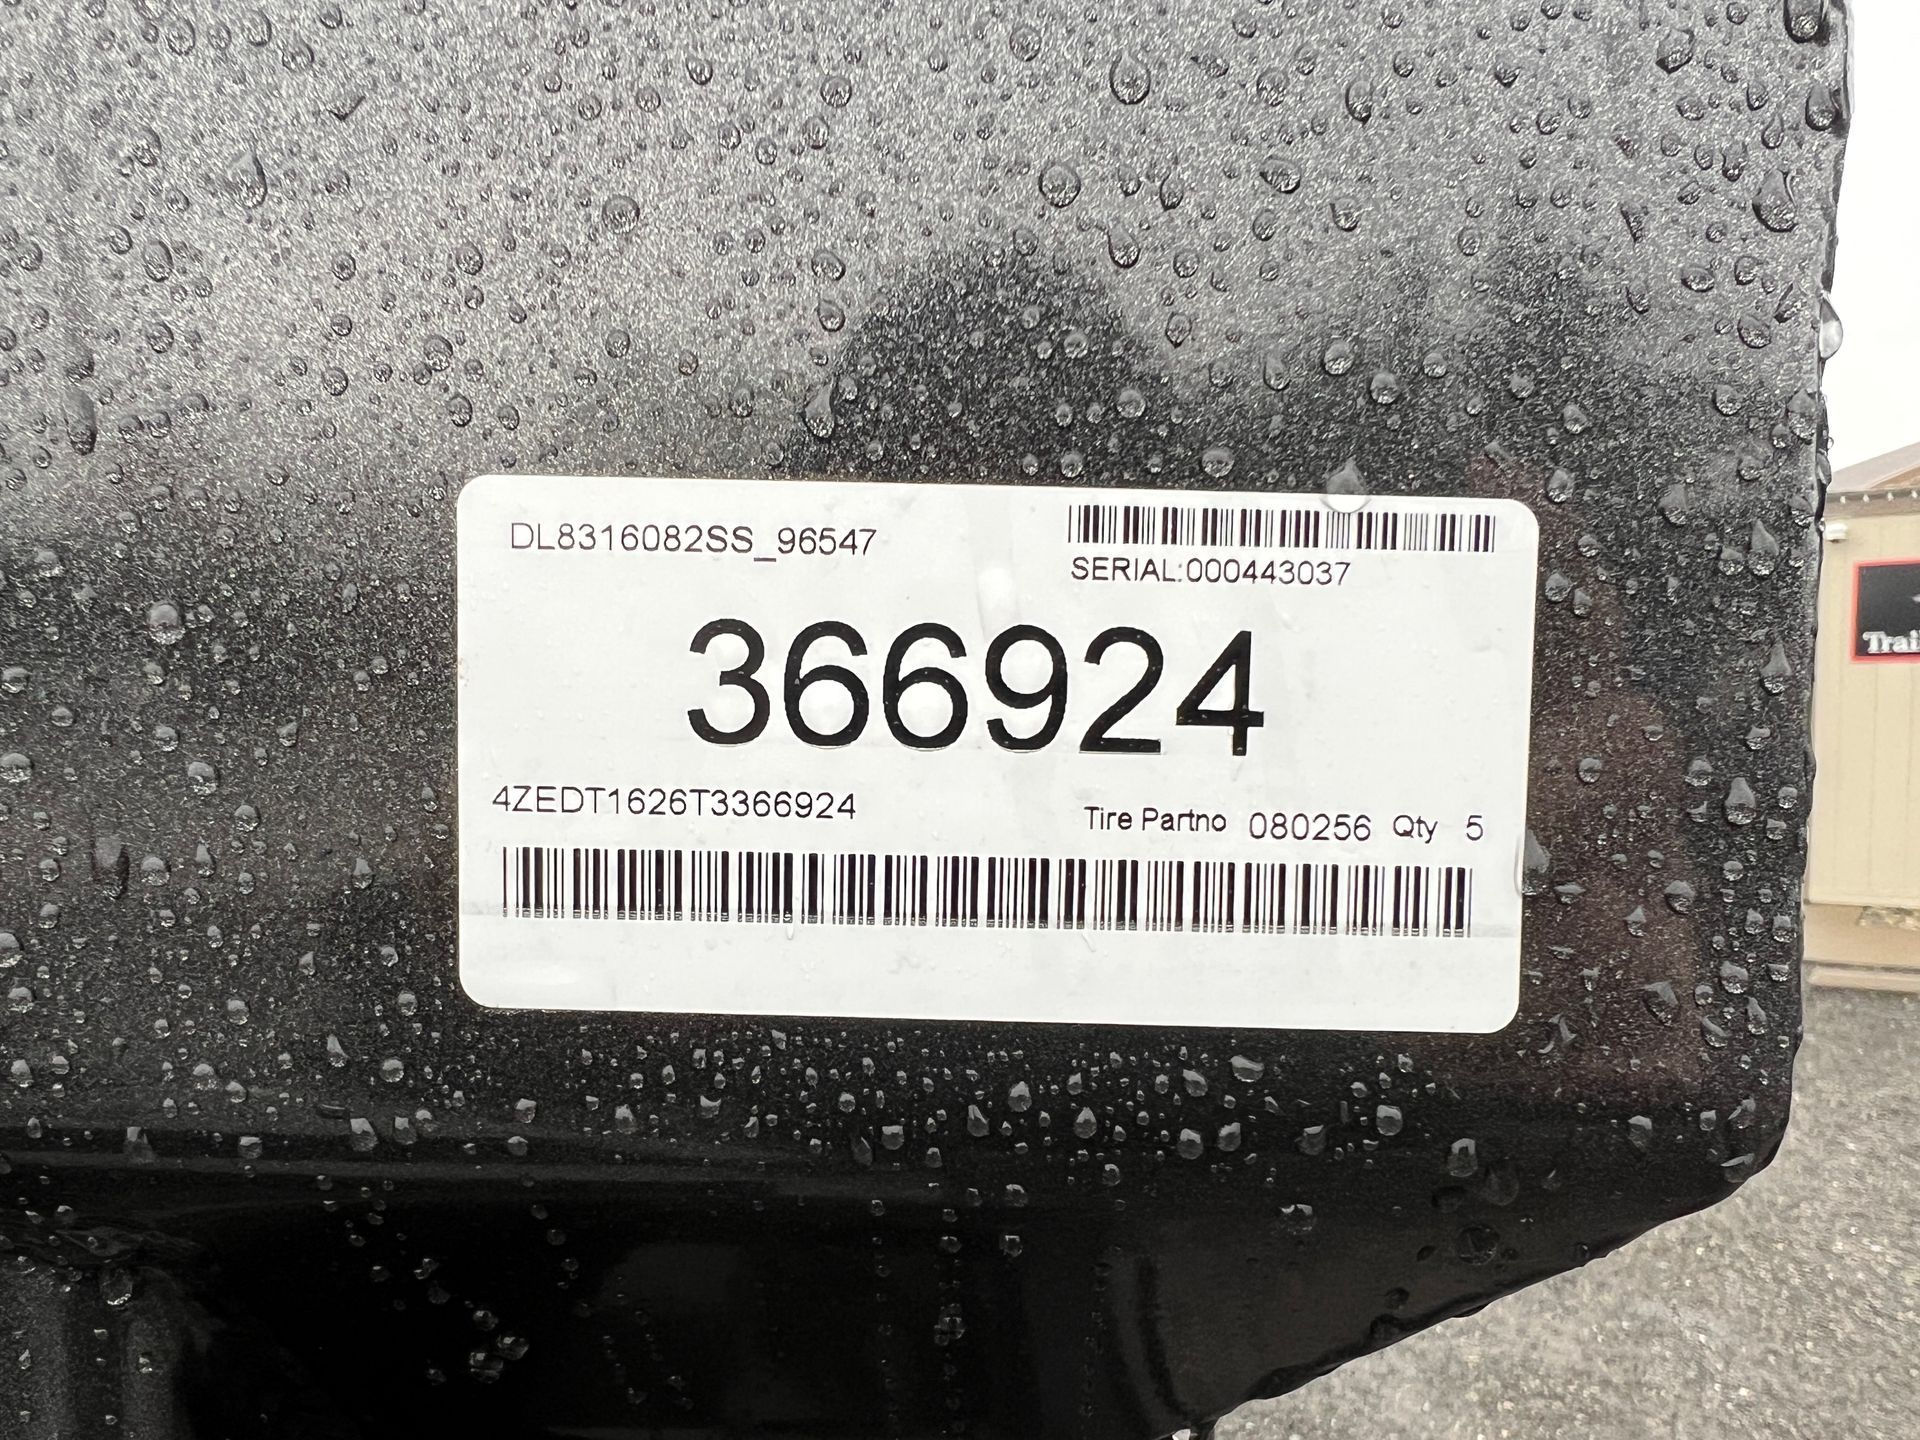 DL8316082SS_96547
SERIAL:000443037
366924
4ZEDT1626T3366924
Tire Partno 080256 Qty 5